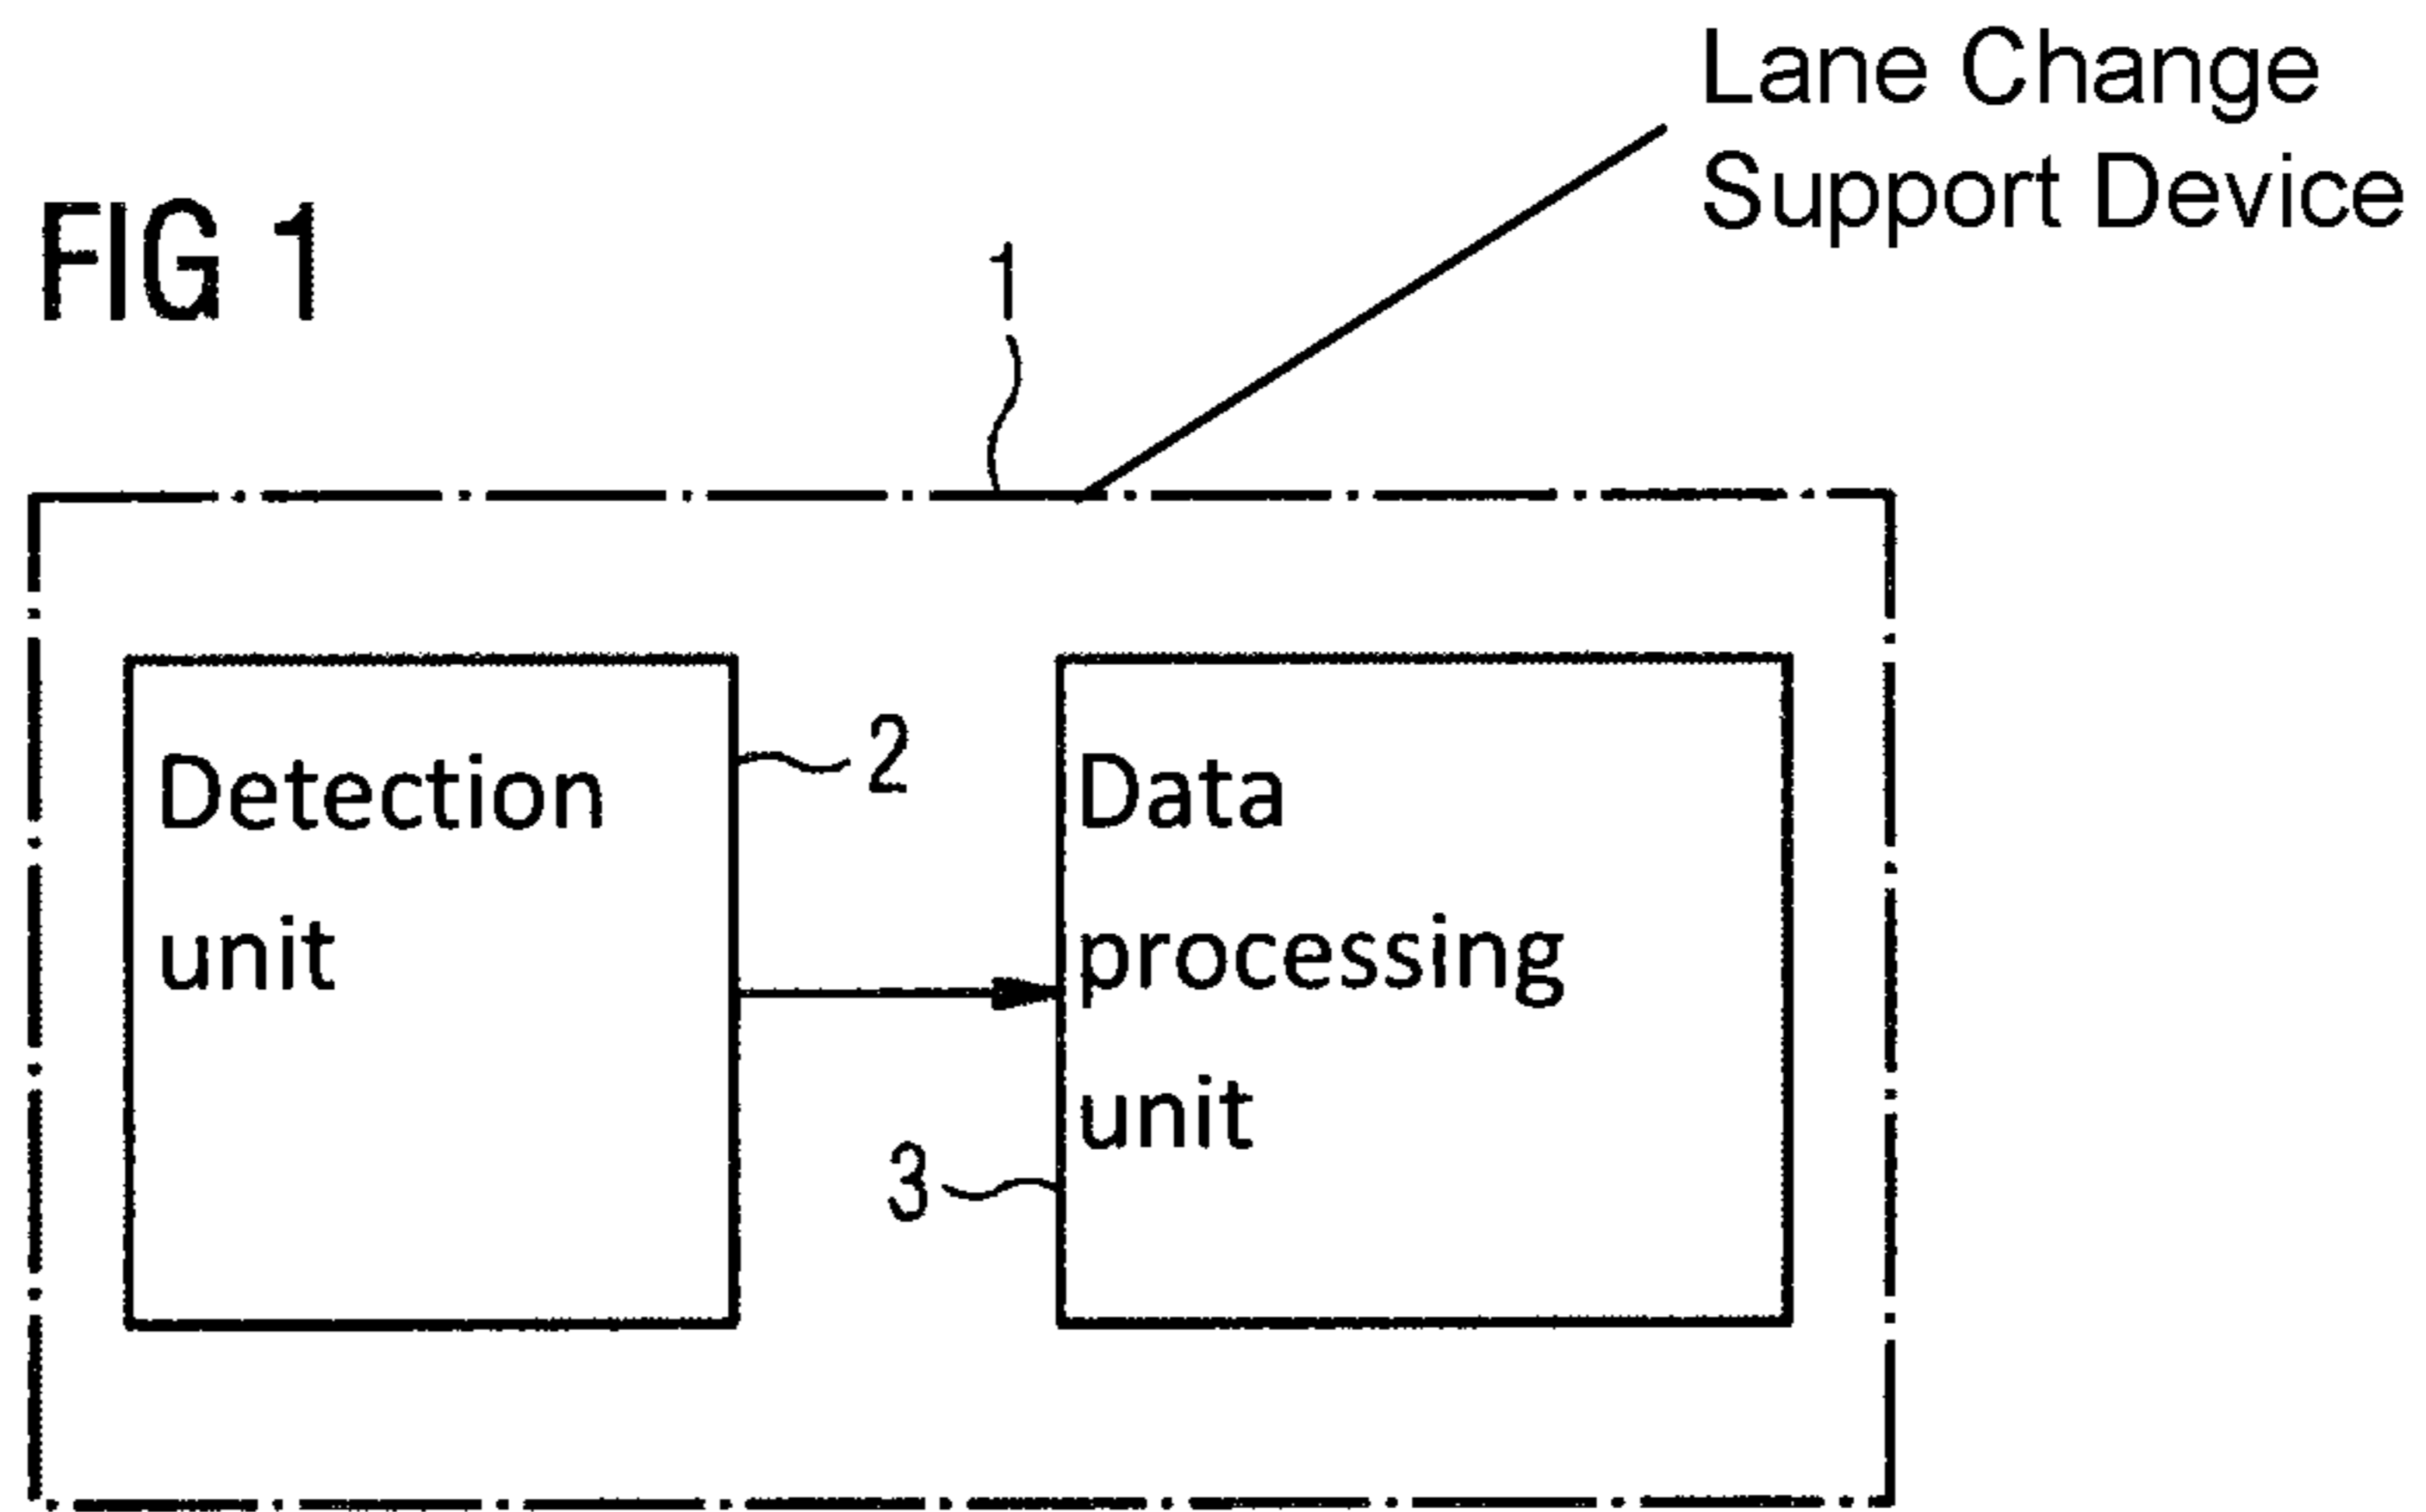 Lane Change
Support Device
FIG 1
1
Detection
unit
2
Data
processing
unit
3